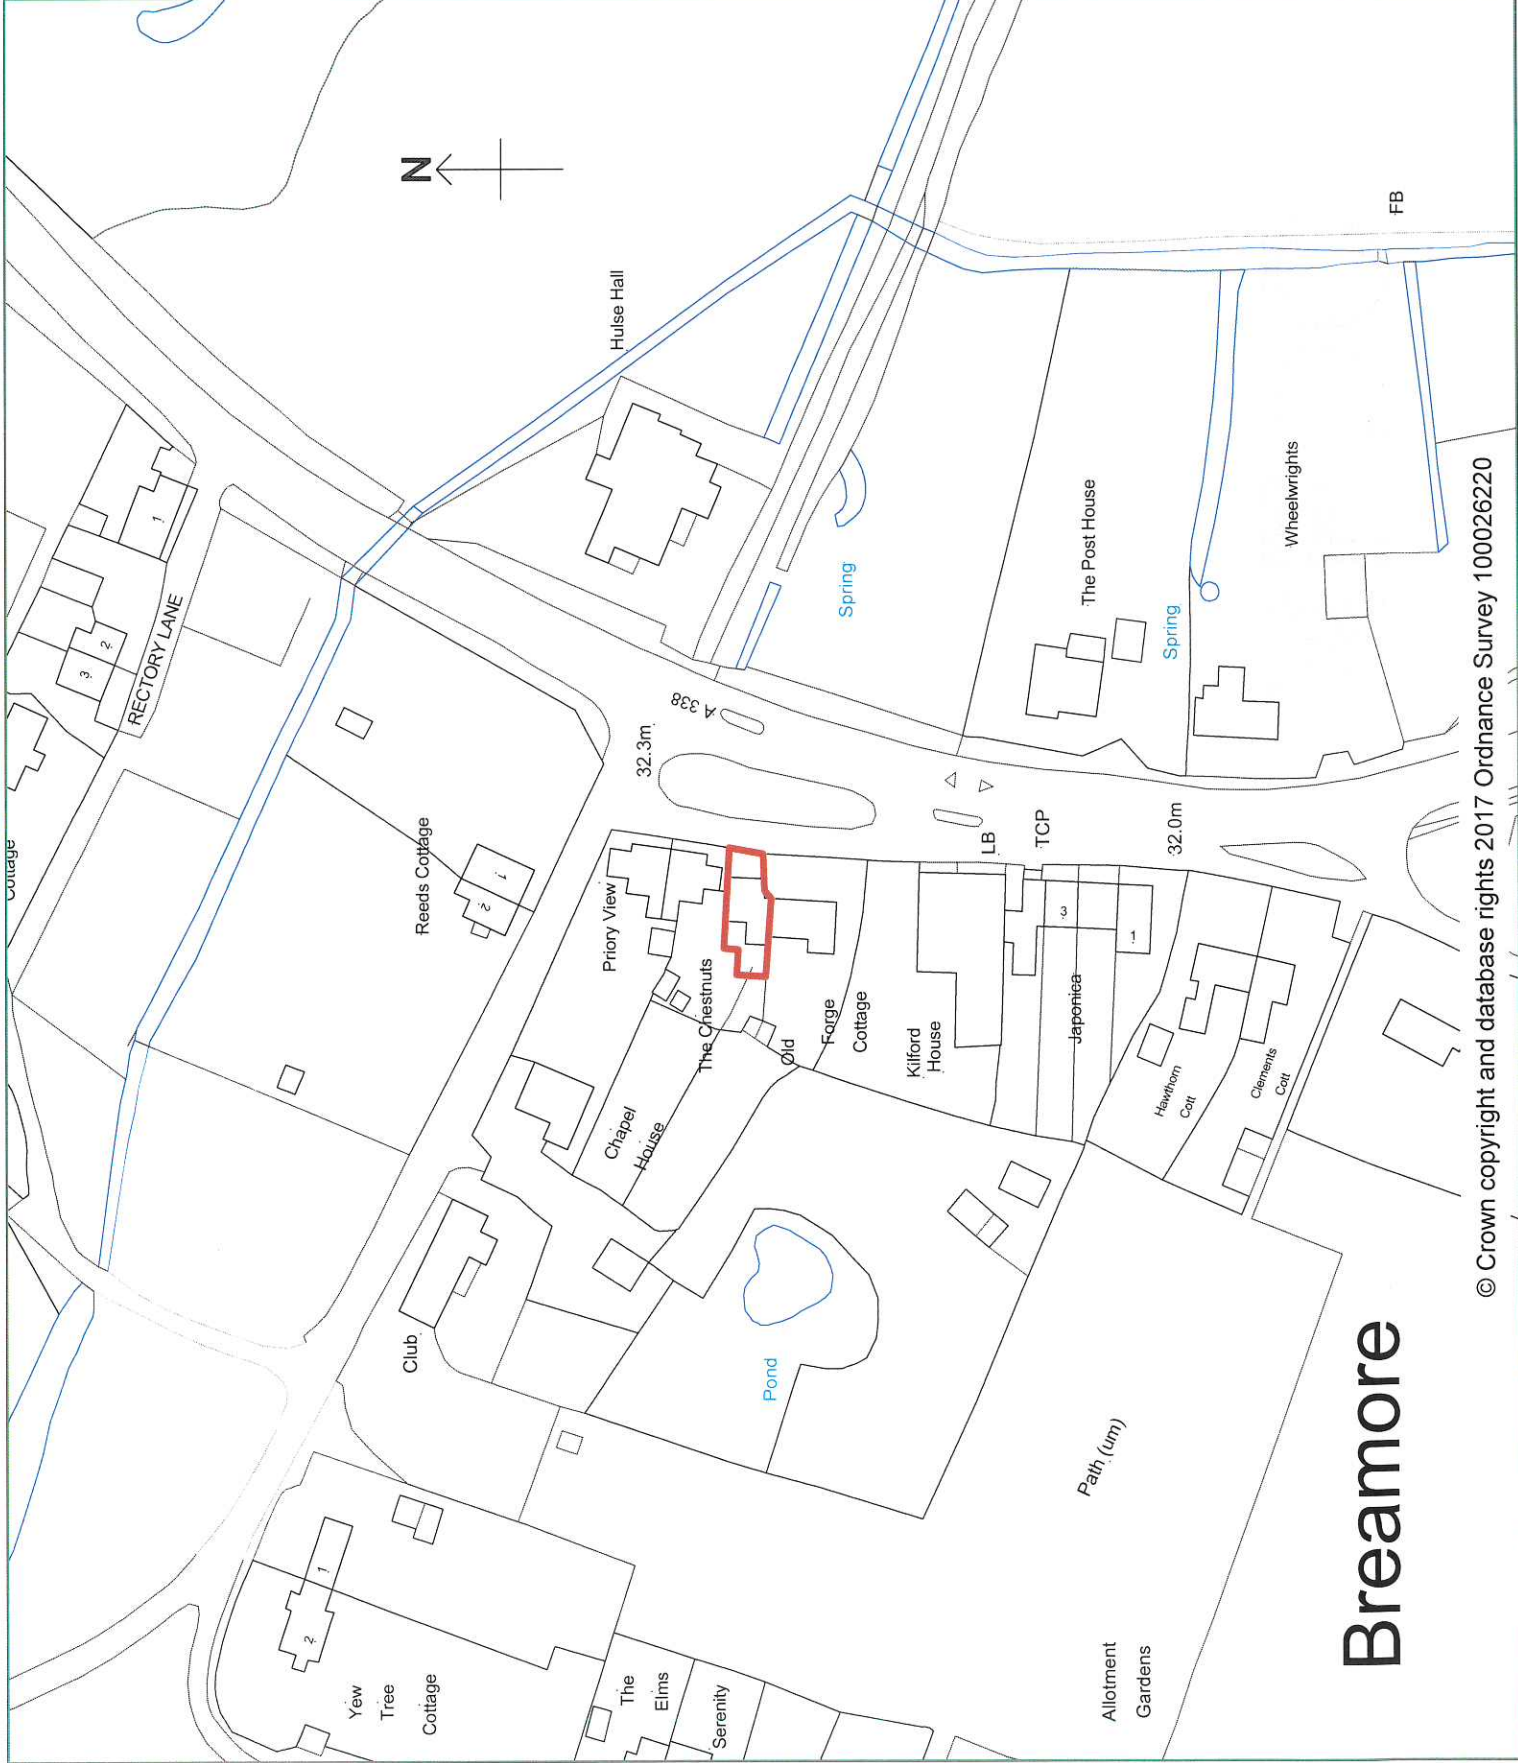 Cottage
RECTORY LANE
1
2
3
N
Hulse Hall
Reeds Cottage
1
2
A 338
32.3m
Priory View
The Chestnuts
Chapel
House
Club
Pond
Spring
Old
Forge
Cottage
Kilford
House
LB
TCP
The Post House
Spring
Wheelwrights
FB
32.0m
3
1
Japonica
Hawthorn
Cott
Clements
Cott
Path (um)
Allotment
Gardens
1
2
Yew
Tree
Cottage
The
Elms
Serenity
Breamore
© Crown copyright and database rights 2017 Ordnance Survey 100026220